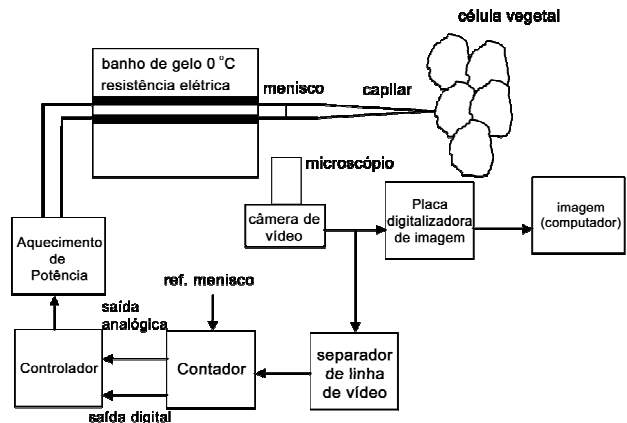 célula vegetal
banho de gelo 0 °C
resistência elétrica
menisco
capilar
microscópio
câmera de
vídeo
Placa
digitalizadora
de imagem
imagem
(computador)
Aquecimento
de
Potência
ref. menisco
saída
analógica
Controlador
Contador
separador
de linha
de vídeo
saída digital